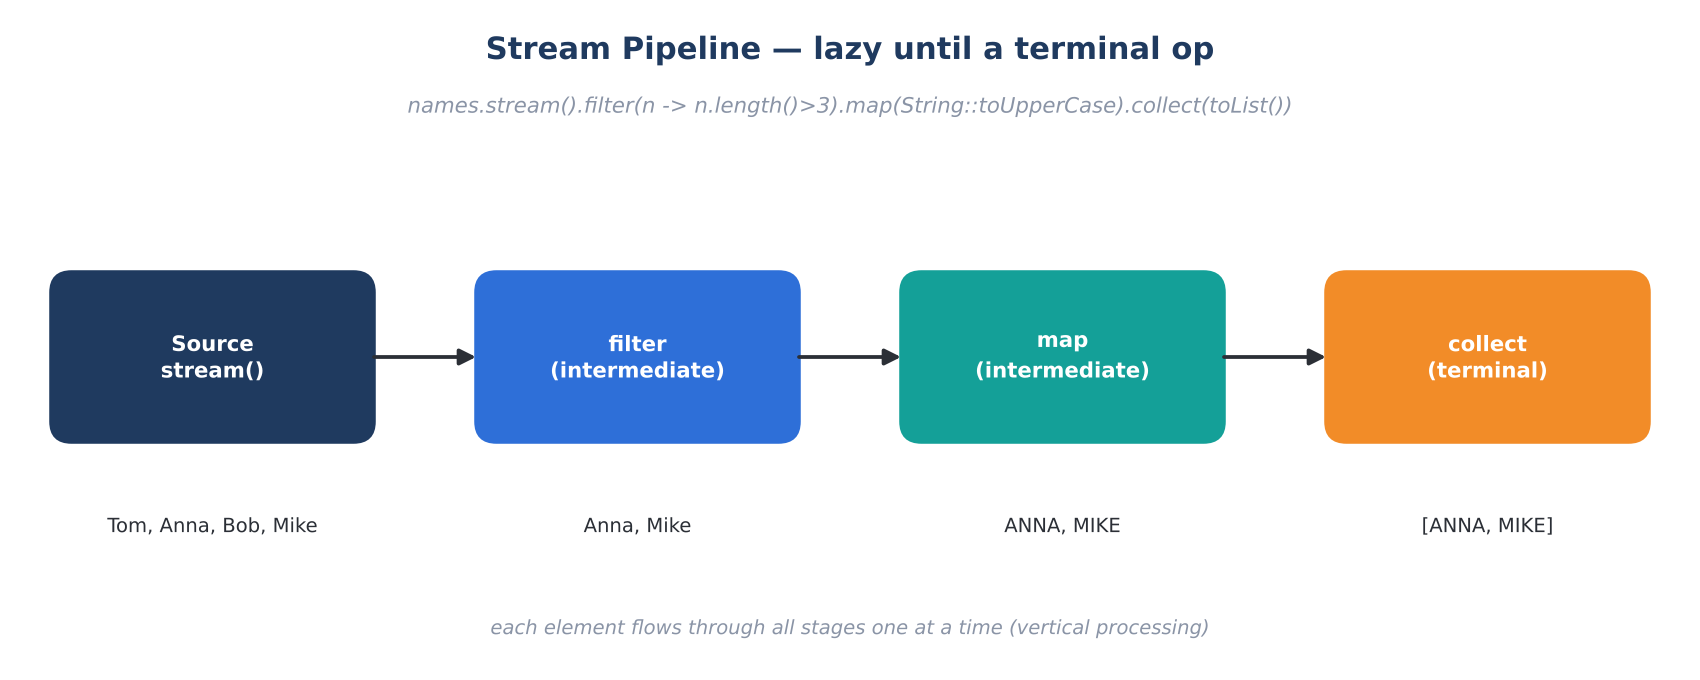 Stream Pipeline — lazy until a terminal op
names.stream().filter(n -> n.length()>3).map(String::toUpperCase).collect(toList())
Source
stream()
filter
(intermediate)
map
(intermediate)
collect
(terminal)
Tom, Anna, Bob, Mike
Anna, Mike
ANNA, MIKE
[ANNA, MIKE]
each element flows through all stages one at a time (vertical processing)